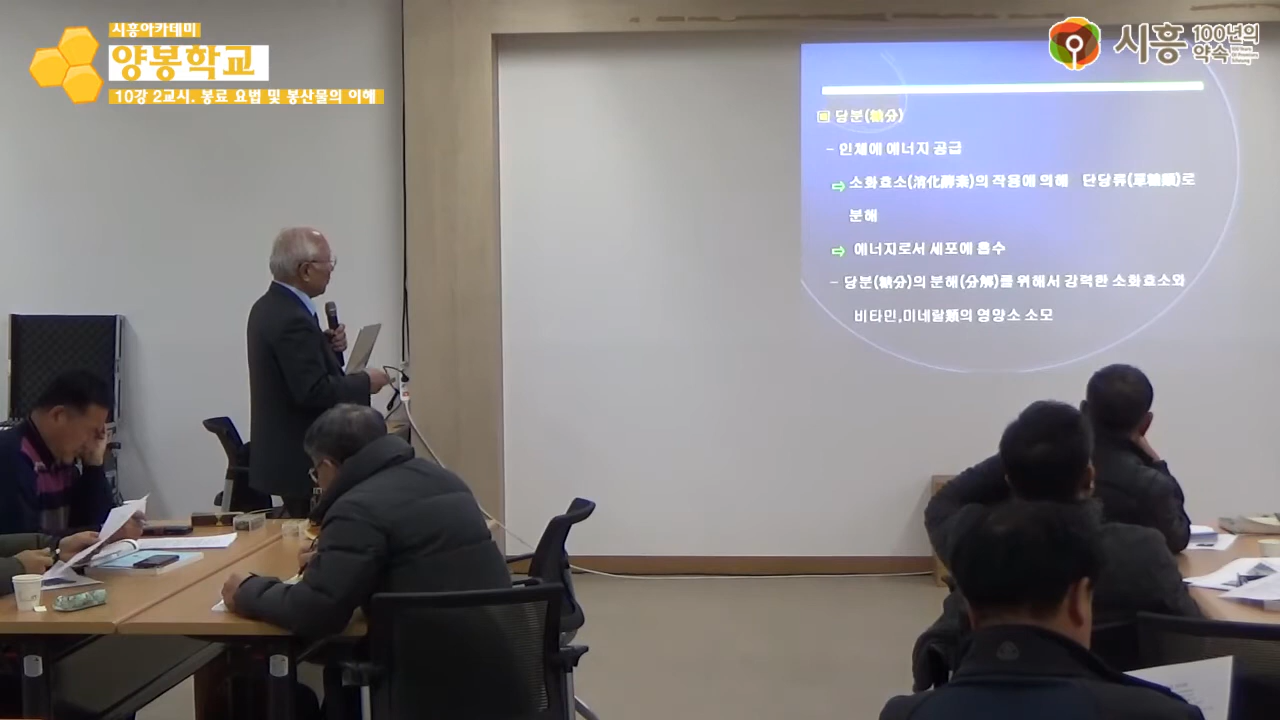 시흥아카데미
양봉학교
10강 2교시. 봉료 요법 및 봉산물의 이해
시흥 100년의 약속
당분(糖分)
- 인체에 에너지 공급
⇨ 소화효소(消化酵素)의 작용에 의해 단당류(單糖類)로
분해
⇨ 에너지로서 세포에 흡수
- 당분(糖分)의 분해(分解)를 위해서 강력한 소화효소와
비타민,미네랄類의 영양소 소모